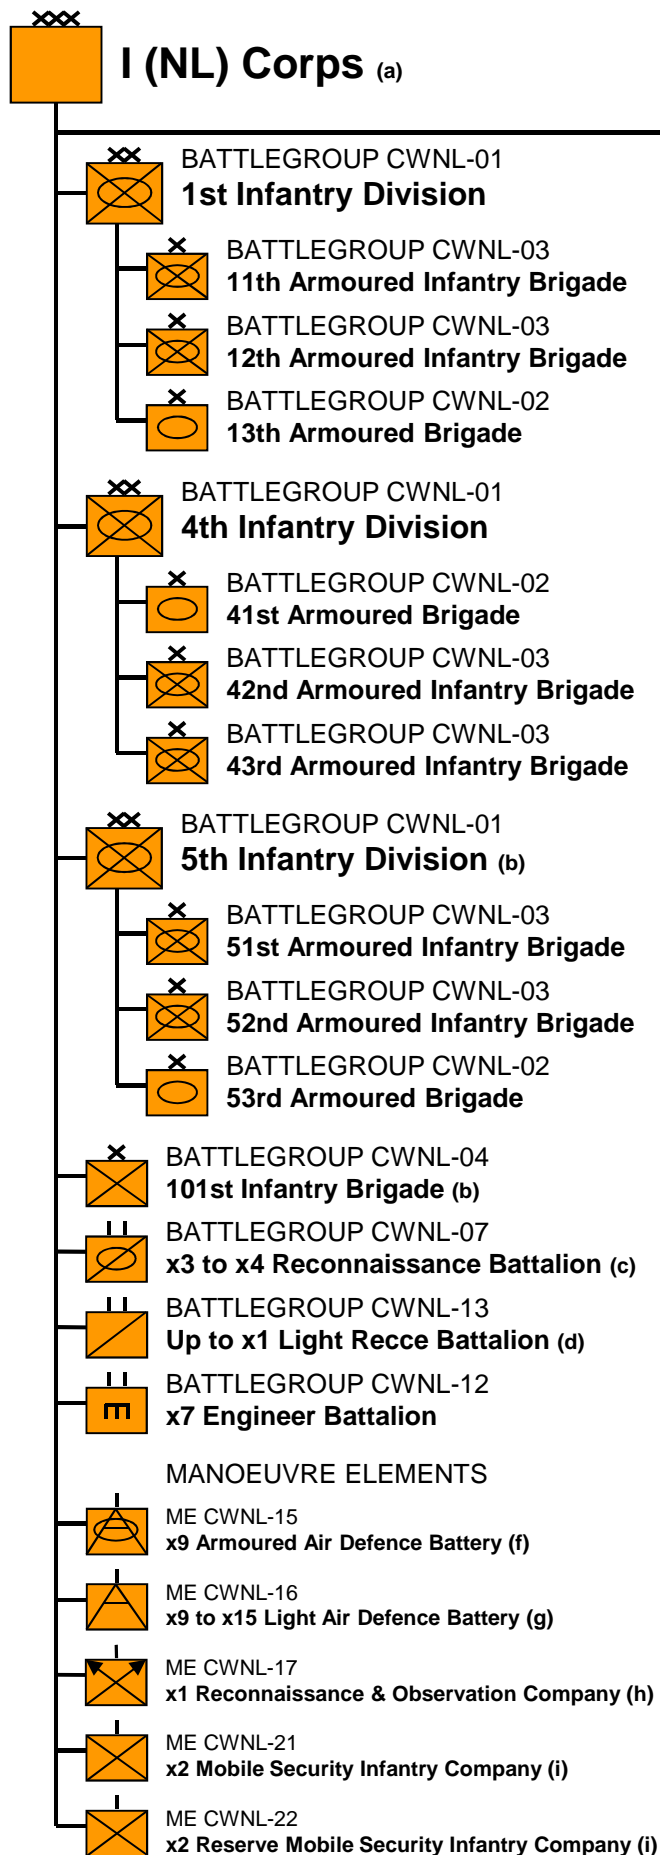 I (NL) Corps (a)
BATTLEGROUP CWNL-01
1st Infantry Division
BATTLEGROUP CWNL-03
11th Armoured Infantry Brigade
BATTLEGROUP CWNL-03
12th Armoured Infantry Brigade
BATTLEGROUP CWNL-02
13th Armoured Brigade
BATTLEGROUP CWNL-01
4th Infantry Division
BATTLEGROUP CWNL-02
41st Armoured Brigade
BATTLEGROUP CWNL-03
42nd Armoured Infantry Brigade
BATTLEGROUP CWNL-03
43rd Armoured Infantry Brigade
BATTLEGROUP CWNL-01
5th Infantry Division (b)
BATTLEGROUP CWNL-03
51st Armoured Infantry Brigade
BATTLEGROUP CWNL-03
52nd Armoured Infantry Brigade
BATTLEGROUP CWNL-02
53rd Armoured Brigade
BATTLEGROUP CWNL-04
101st Infantry Brigade (b)
BATTLEGROUP CWNL-07
x3 to x4 Reconnaissance Battalion (c)
BATTLEGROUP CWNL-13
Up to x1 Light Recce Battalion (d)
BATTLEGROUP CWNL-12
x7 Engineer Battalion
MANOEUVRE ELEMENTS
ME CWNL-15
x9 Armoured Air Defence Battery (f)
ME CWNL-16
x9 to x15 Light Air Defence Battery (g)
ME CWNL-17
x1 Reconnaissance & Observation Company (h)
ME CWNL-21
x2 Mobile Security Infantry Company (i)
ME CWNL-22
x2 Reserve Mobile Security Infantry Company (i)